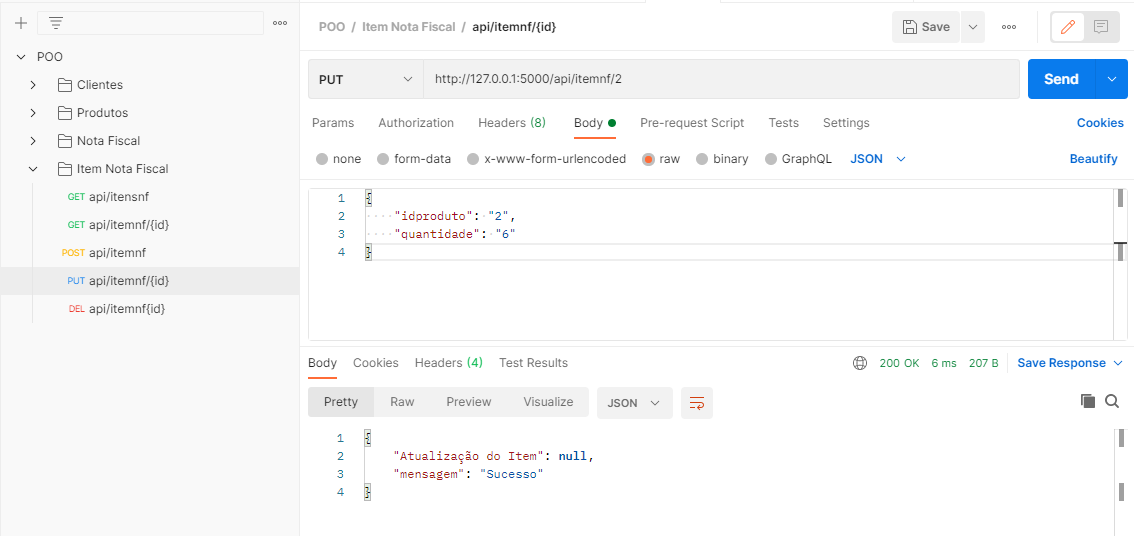 POO / Item Nota Fiscal / api/itemnf/{id}
Save
POO
Clientes
Produtos
Nota Fiscal
Item Nota Fiscal
GET api/itensnf
GET api/itemnf/{id}
POST api/itemnf
PUT api/itemnf/{id}
DEL api/itemnf{id}
PUT http://127.0.0.1:5000/api/itemnf/2 Send
Params Authorization Headers (8) Body Pre-request Script Tests Settings Cookies
none form-data x-www-form-urlencoded raw binary GraphQL JSON Beautify
1 {
2 "idproduto": "2",
3 "quantidade": "6"
4 }
Body Cookies Headers (4) Test Results 200 OK 6 ms 207 B Save Response
Pretty Raw Preview Visualize JSON
1 {
2 "Atualização do Item": null,
3 "mensagem": "Sucesso"
4 }